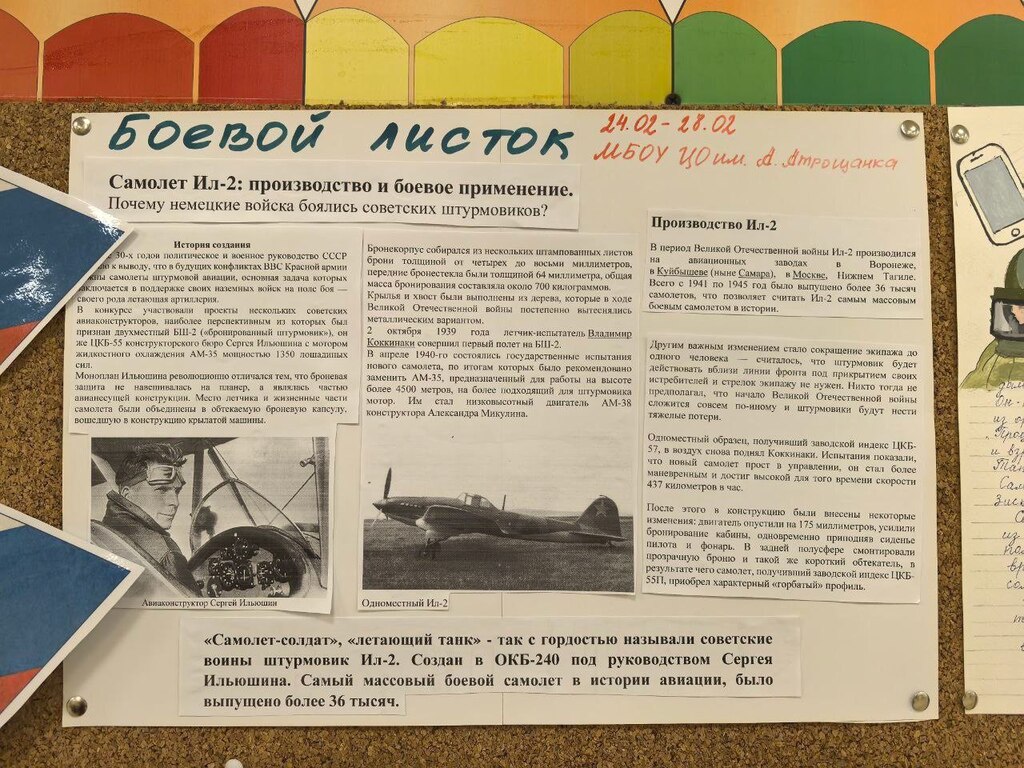 Боевой листок
24.02-28.02
МБОУ ЦО им. А. Атрощанка
Самолет Ил-2: производство и боевое применение.
Почему немецкие войска боялись советских штурмовиков?
История создания
30-х годов политическое и военное руководство СССР
к выводу, что в будущих конфликтах ВВС Красной армии
самолеты штурмовой авиации, основная задача которых
заключается в поддержке своих наземных войск на поле боя —
своего рода летающая артиллерия.
В конкурсе участвовали проекты нескольких советских
авиаконструкторов, наиболее перспективным из которых был
признан двухместный БШ-2 («бронированный штурмовик»), он
же ЦКБ-55 конструкторского бюро Сергея Ильюшина с мотором
жидкостного охлаждения АМ-35 мощностью 1350 лошадиных
сил.
Моноплан Ильюшина революционно отличался тем, что броневая
защита не навешивалась на планер, а являлась частью
авианесущей конструкции. Место летчика и жизненные части
самолета были объединены в обтекаемую броневую капсулу,
вошедшую в конструкцию крылатой машины.
Авиаконструктор Сергей Ильюшин
Бронекорпус собирался из нескольких штампованных листов
брони толщиной от четырех до восьми миллиметров,
передние бронестекла были толщиной 64 миллиметра, общая
масса бронирования составляла около 700 килограммов.
Крылья и хвост были выполнены из дерева, которые в ходе
Великой Отечественной войны постепенно вытеснялись
металлическим вариантом.
2 октября 1939 года летчик-испытатель Владимир
Коккинаки совершил первый полет на БШ-2.
В апреле 1940-го состоялись государственные испытания
нового самолета, по итогам которых было рекомендовано
заменить АМ-35, предназначенный для работы на высоте
более 4500 метров, на более подходящий для штурмовика
мотор. Им стал низковысотный двигатель АМ-38
конструктора Александра Микулина.
Одноместный Ил-2
Производство Ил-2
В период Великой Отечественной войны Ил-2 производился
на авиационных заводах в Воронеже,
в Куйбышеве (ныне Самара), в Москве, Нижнем Тагиле.
Всего с 1941 по 1945 год было выпущено более 36 тысяч
самолетов, что позволяет считать Ил-2 самым массовым
боевым самолетом в истории.
Другим важным изменением стало сокращение экипажа до
одного человека — считалось, что штурмовик будет
действовать вблизи линии фронта под прикрытием своих
истребителей и стрелок экипажу не нужен. Никто тогда не
предполагал, что начало Великой Отечественной войны
сложится совсем по-иному и штурмовики будут нести
тяжелые потери.
Одноместный образец, получивший заводской индекс ЦКБ-
57, в воздух снова поднял Коккинаки. Испытания показали,
что новый самолет прост в управлении, он стал более
маневренным и достиг высокой для того времени скорости
437 километров в час.
После этого в конструкцию были внесены некоторые
изменения: двигатель опустили на 175 миллиметров, усилили
бронирование кабины, одновременно приподняв сиденье
пилота и фонарь. В задней полусфере смонтировали
прозрачную броню и такой же короткий обтекатель, в
результате чего самолет, получивший заводской индекс ЦКБ-
55П, приобрел характерный «горбатый» профиль.
«Самолет-солдат», «летающий танк» - так с гордостью называли советские
воины штурмовик Ил-2. Создан в ОКБ-240 под руководством Сергея
Ильюшина. Самый массовый боевой самолет в истории авиации, было
выпущено более 36 тысяч.